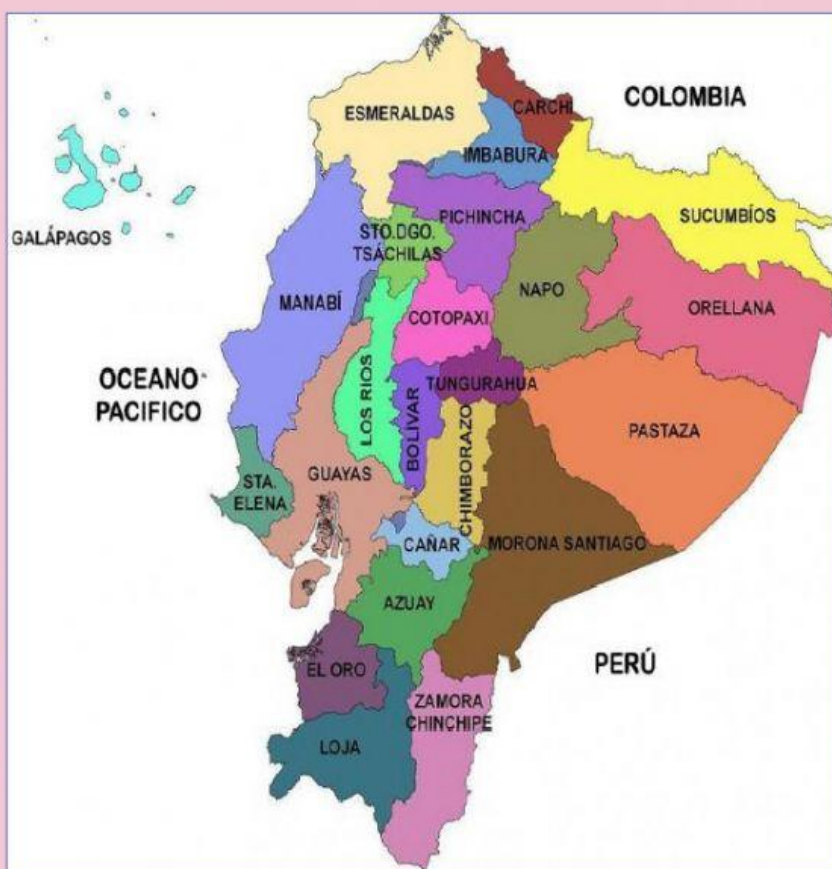 ESMERALDAS
CARCHI
COLOMBIA
IMBABURA
PICHINCHA
SUCUMBÍOS
GALÁPAGOS
STO.DGO.
TSÁCHILAS
MANABÍ
NAPO
ORELLANA
COTOPAXI
OCEANO
PACIFICO
LOS RIOS
BOLIVAR
TUNGURAHUA
CHIMBORAZO
PASTAZA
STA.
ELENA
GUAYAS
CAÑAR
MORONA SANTIAGO
AZUAY
PERÚ
EL ORO
ZAMORA
CHINCHIPE
LOJA